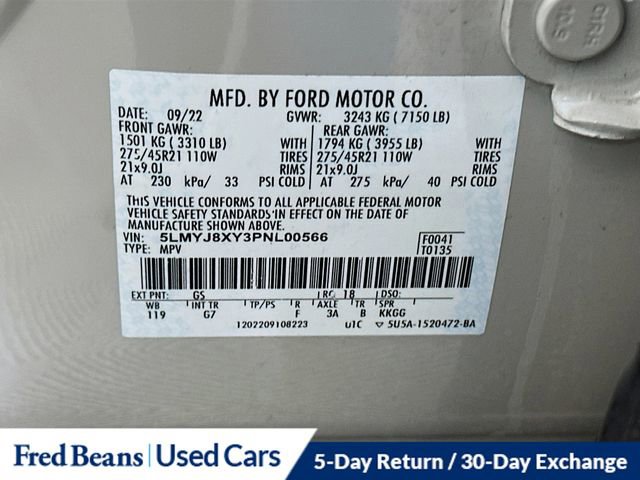 01RR
10.9
MFD. BY FORD MOTOR CO.
DATE: 09/22 GVWR: 3243 KG ( 7150 LB)
FRONT GAWR: REAR GAWR:
1501 KG ( 3310 LB) WITH 1794 KG ( 3955 LB) WITH
275/45R21 110W TIRES 275/45R21 110W TIRES
21x9.0J RIMS 21x9.0J RIMS
AT 230 kPa/ 33 PSI COLD AT 275 kPa/ 40 PSI COLD
THIS VEHICLE CONFORMS TO ALL APPLICABLE FEDERAL MOTOR
VEHICLE SAFETY STANDARDS IN EFFECT ON THE DATE OF
MANUFACTURE SHOWN ABOVE.
VIN: 5LMYJ8XY3PNL00566 F0041
TYPE: MPV T0135
EXT PNT: GS RC: 18 DSO:
WB INT TR TP/PS R AXLE TR SPR
119 G7 F 3A B KKGG
1202209108223 U1C ▽ 5U5A-1520472-BA
Fred Beans | Used Cars 5-Day Return / 30-Day Exchange